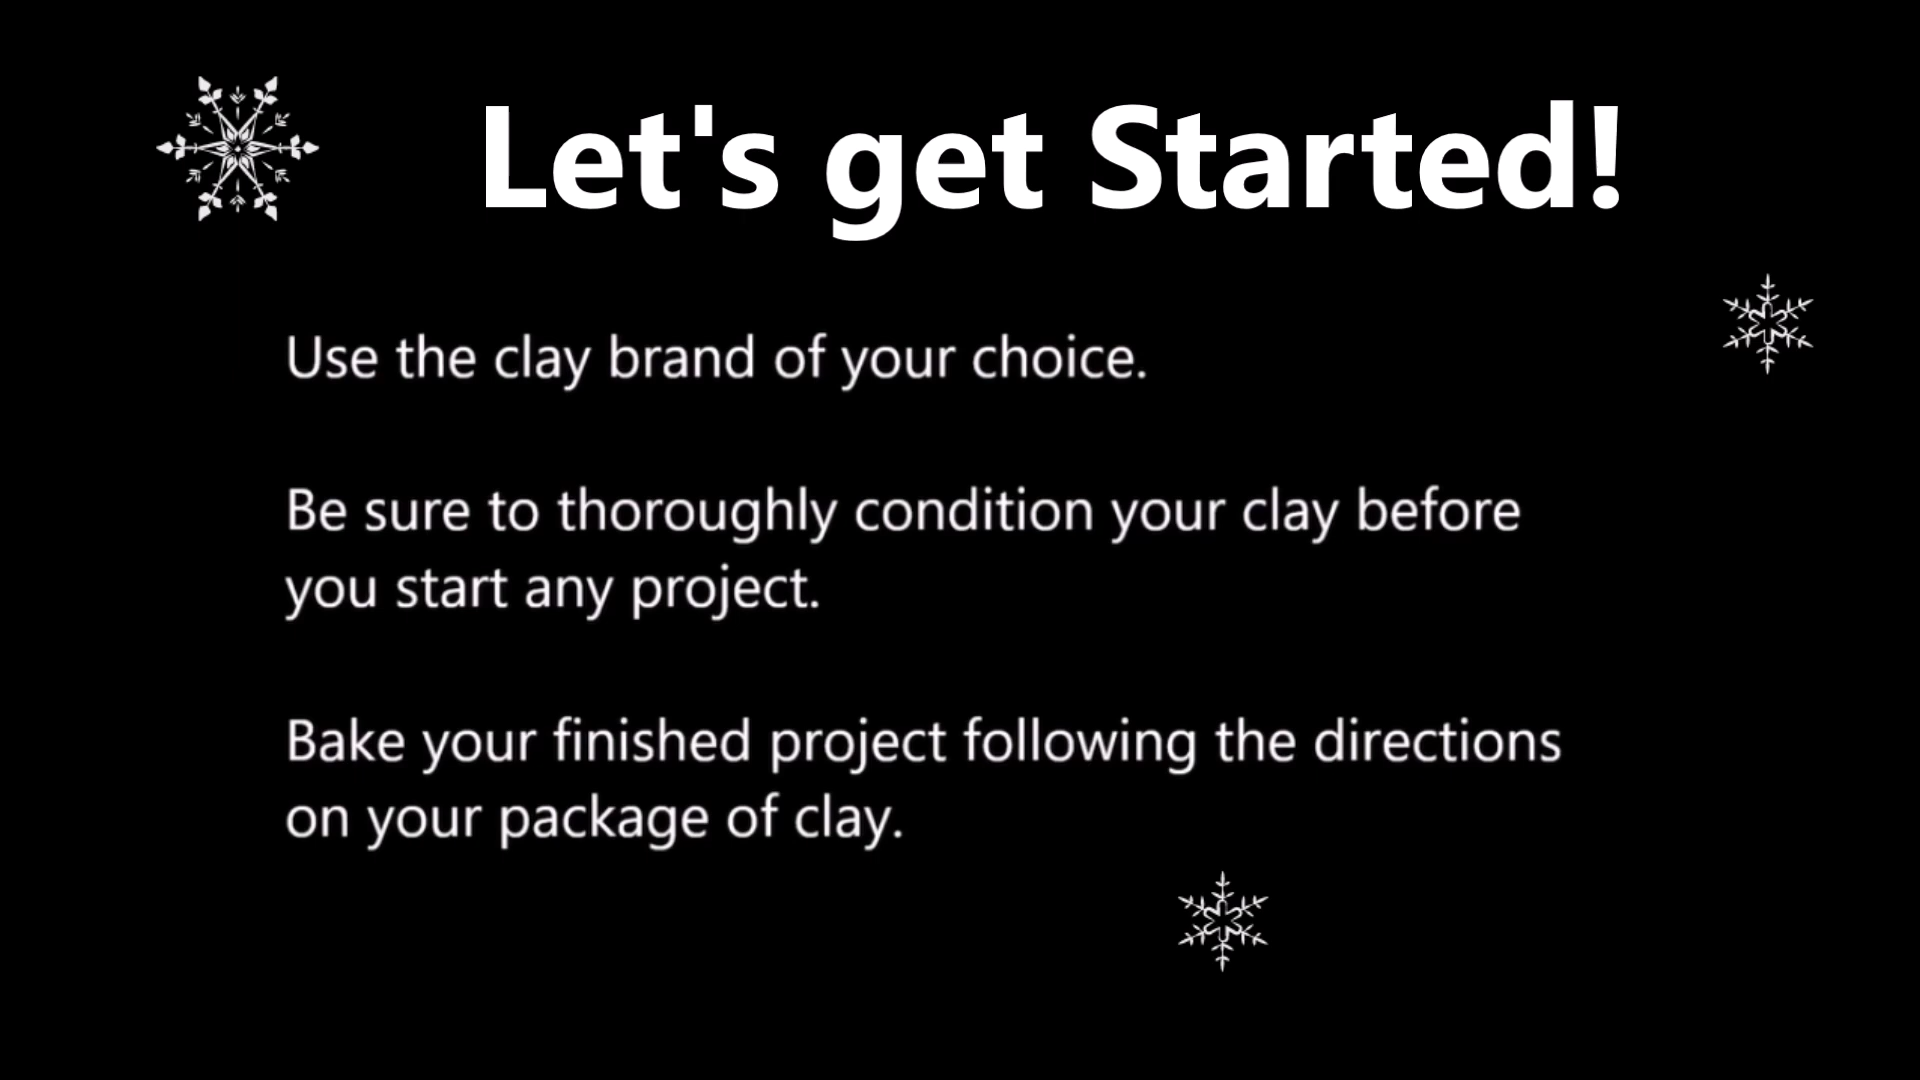 Let's get Started!
Use the clay brand of your choice.
Be sure to thoroughly condition your clay before
you start any project.
Bake your finished project following the directions
on your package of clay.